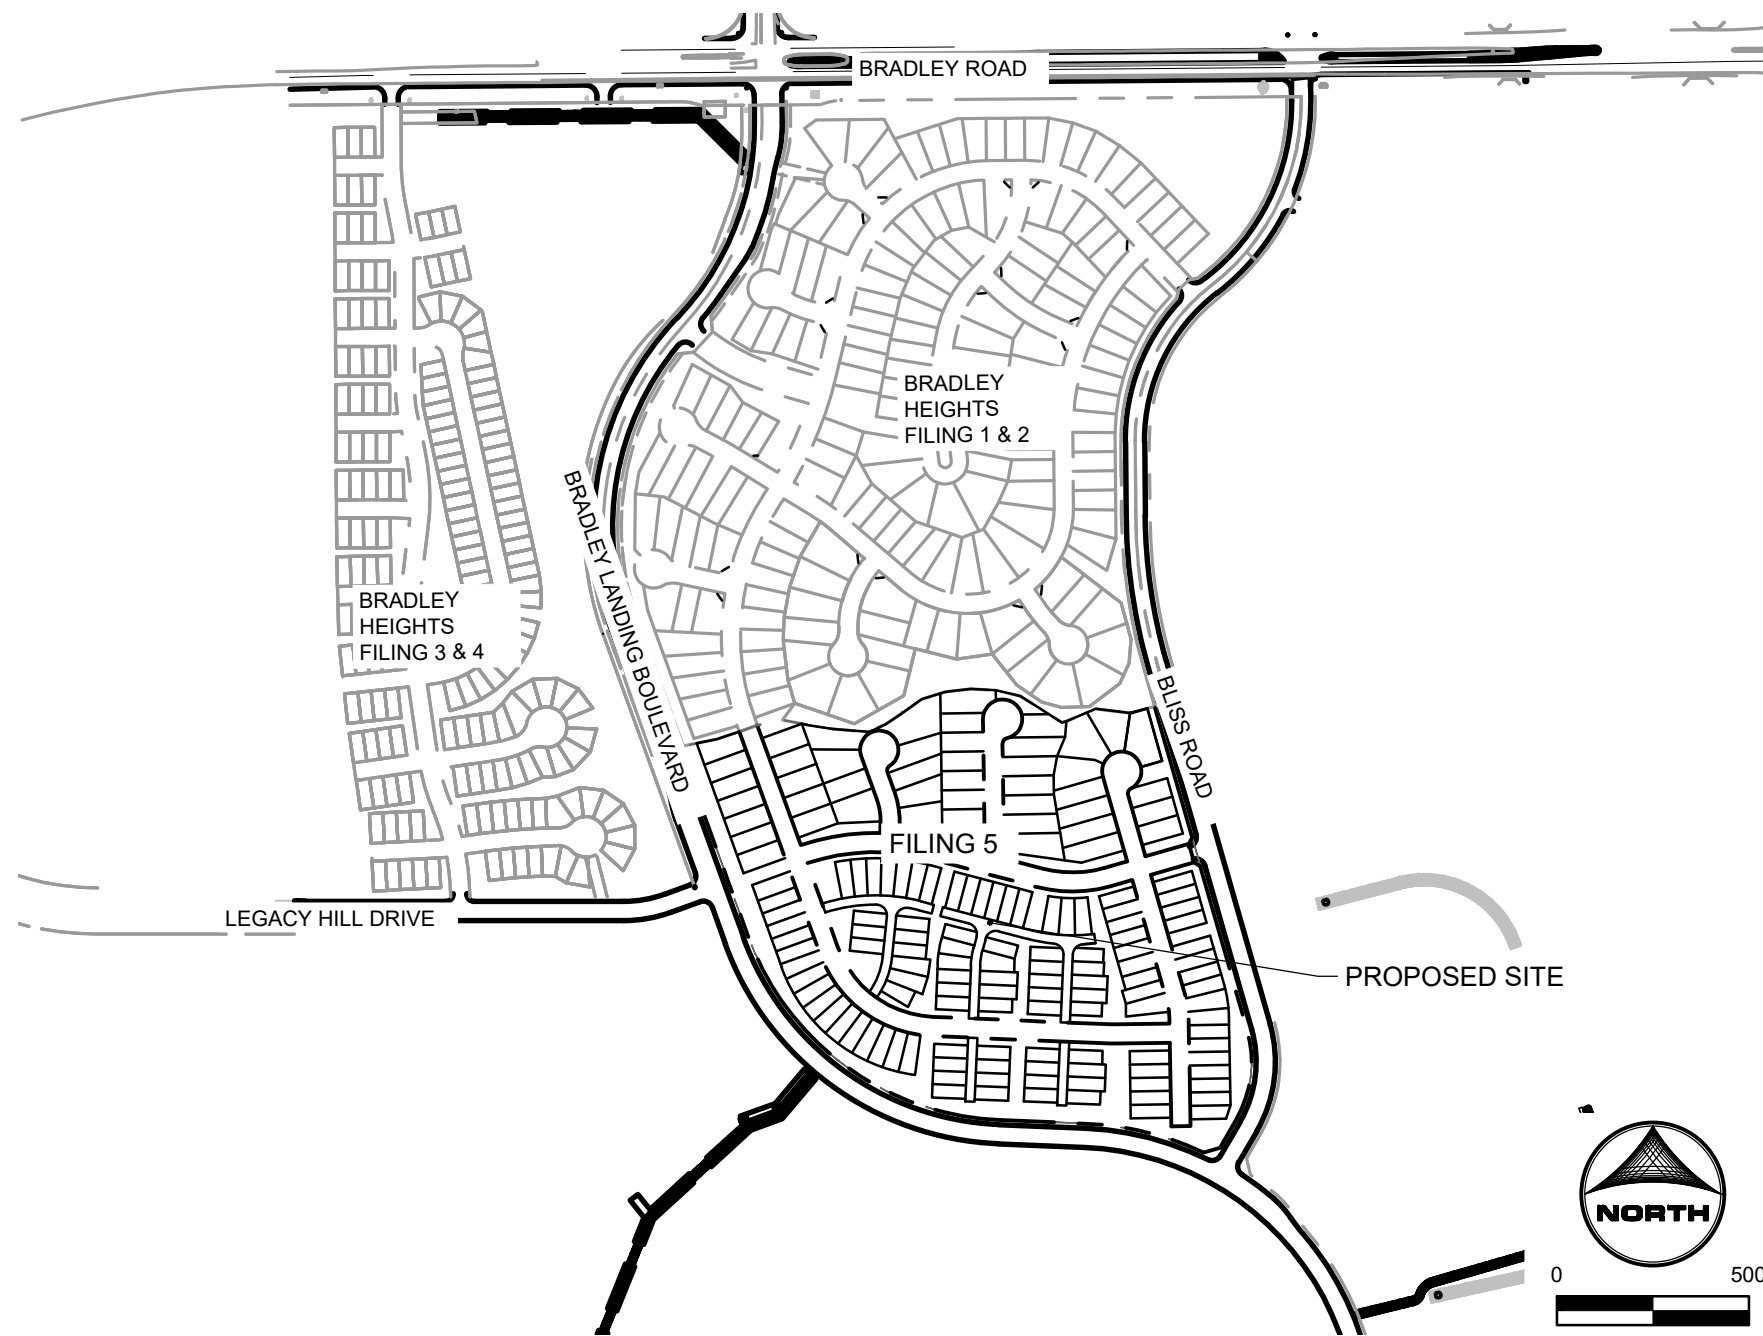 BRADLEY ROAD
BRADLEY
HEIGHTS
FILING 1 & 2
BRADLEY LANDING BOULEVARD
BRADLEY
HEIGHTS
FILING 3 & 4
BLISS ROAD
FILING 5
LEGACY HILL DRIVE
PROPOSED SITE
NORTH
0 500